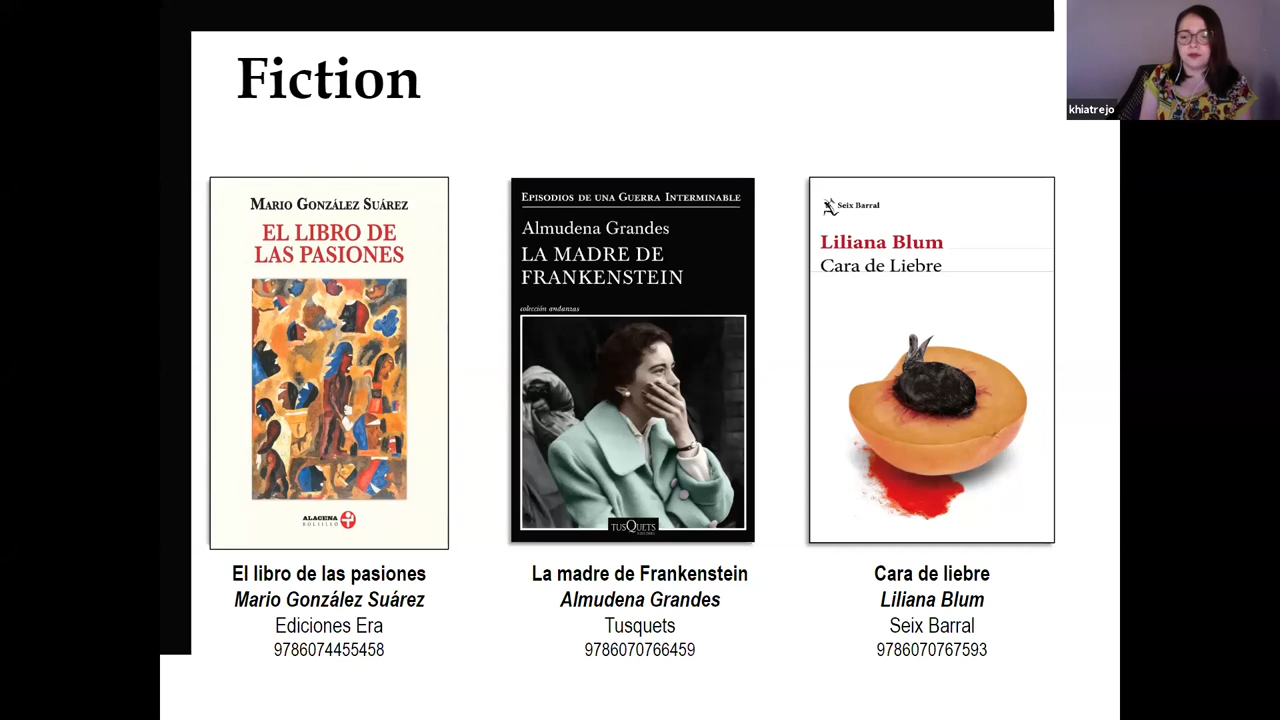 Fiction
khiatrejo
Mario González Suárez
EL LIBRO DE
LAS PASIONES
ALACENA
BOLSILLO
Episodios de una Guerra Interminable
Almudena Grandes
LA MADRE DE
FRANKENSTEIN
colección andanzas
TUSQUETS
EDITORES
Seix Barral
Liliana Blum
Cara de Liebre
El libro de las pasiones
Mario González Suárez
Ediciones Era
9786074455458
La madre de Frankenstein
Almudena Grandes
Tusquets
9786070766459
Cara de liebre
Liliana Blum
Seix Barral
9786070767593